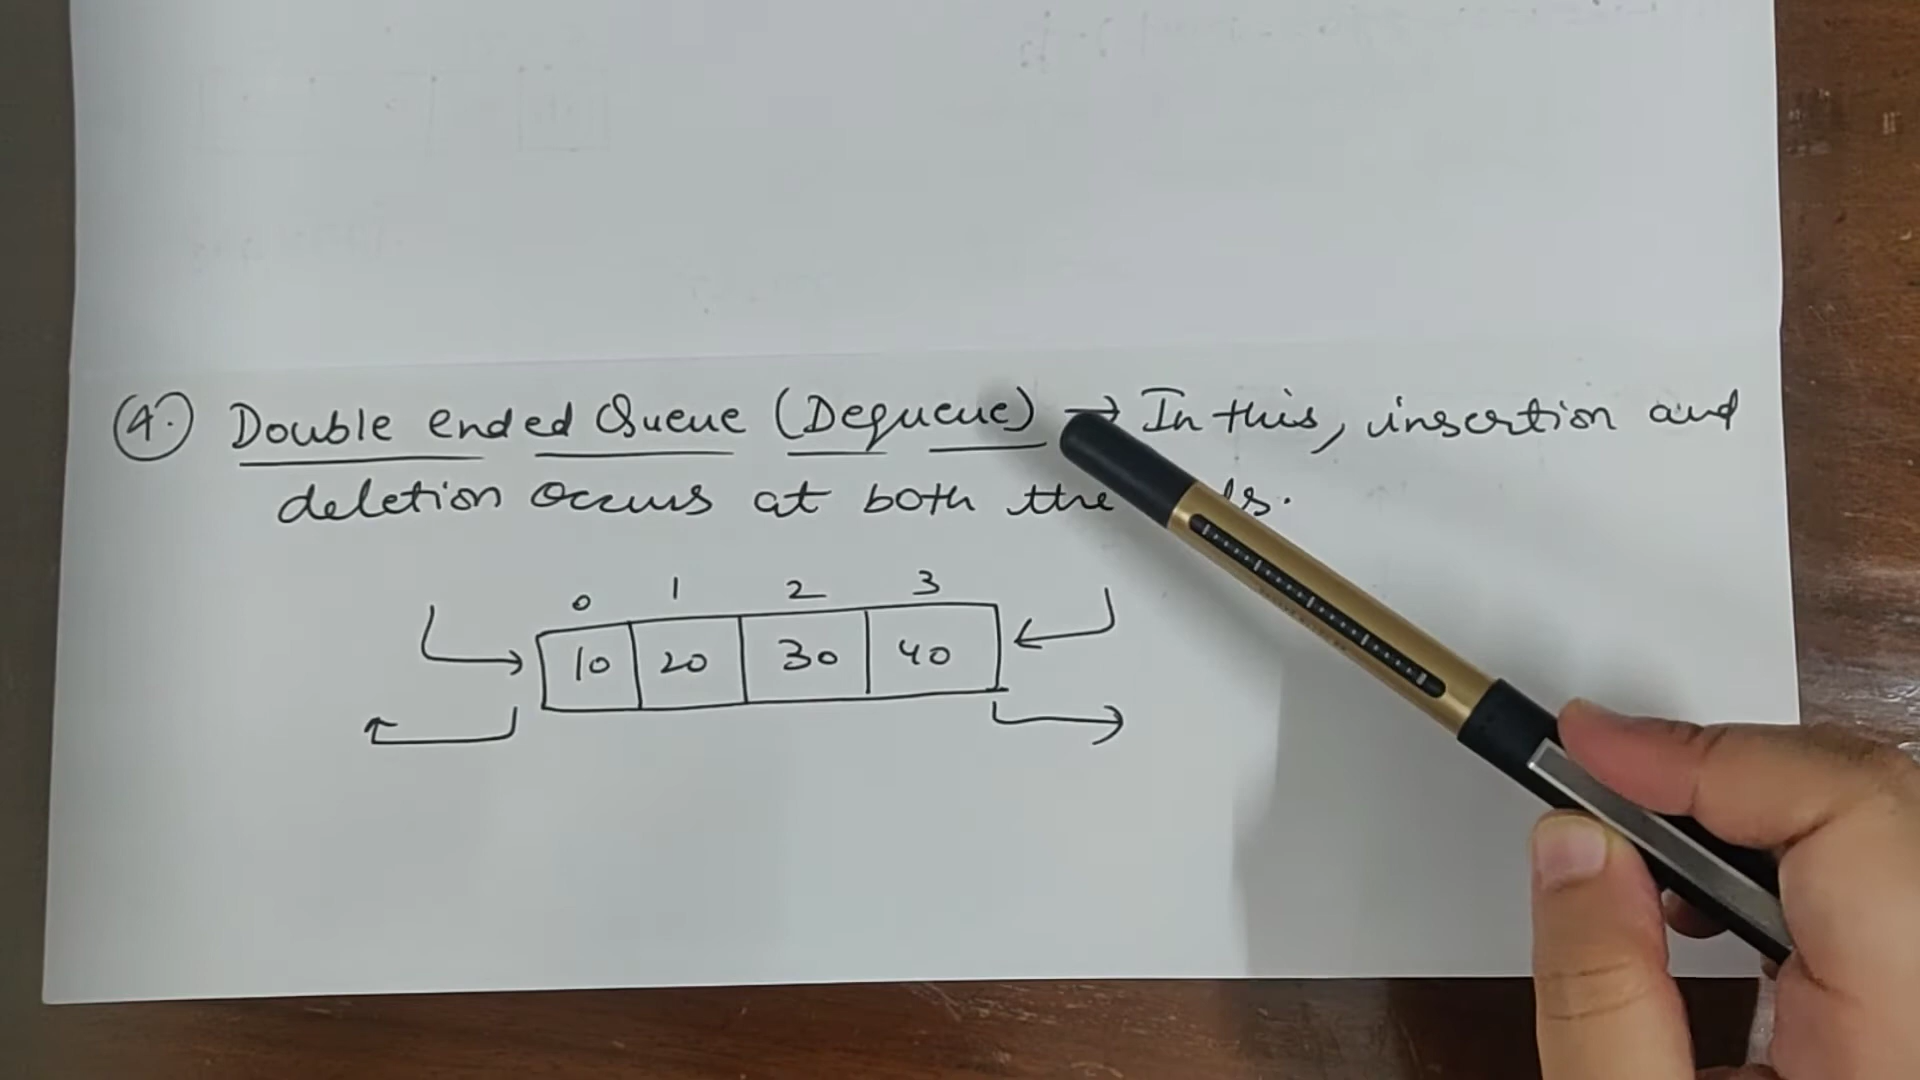 4. Double ended Queue (Dequeue) → In this, insertion and
deletion occurs at both the
0 1 2 3
10 20 30 40